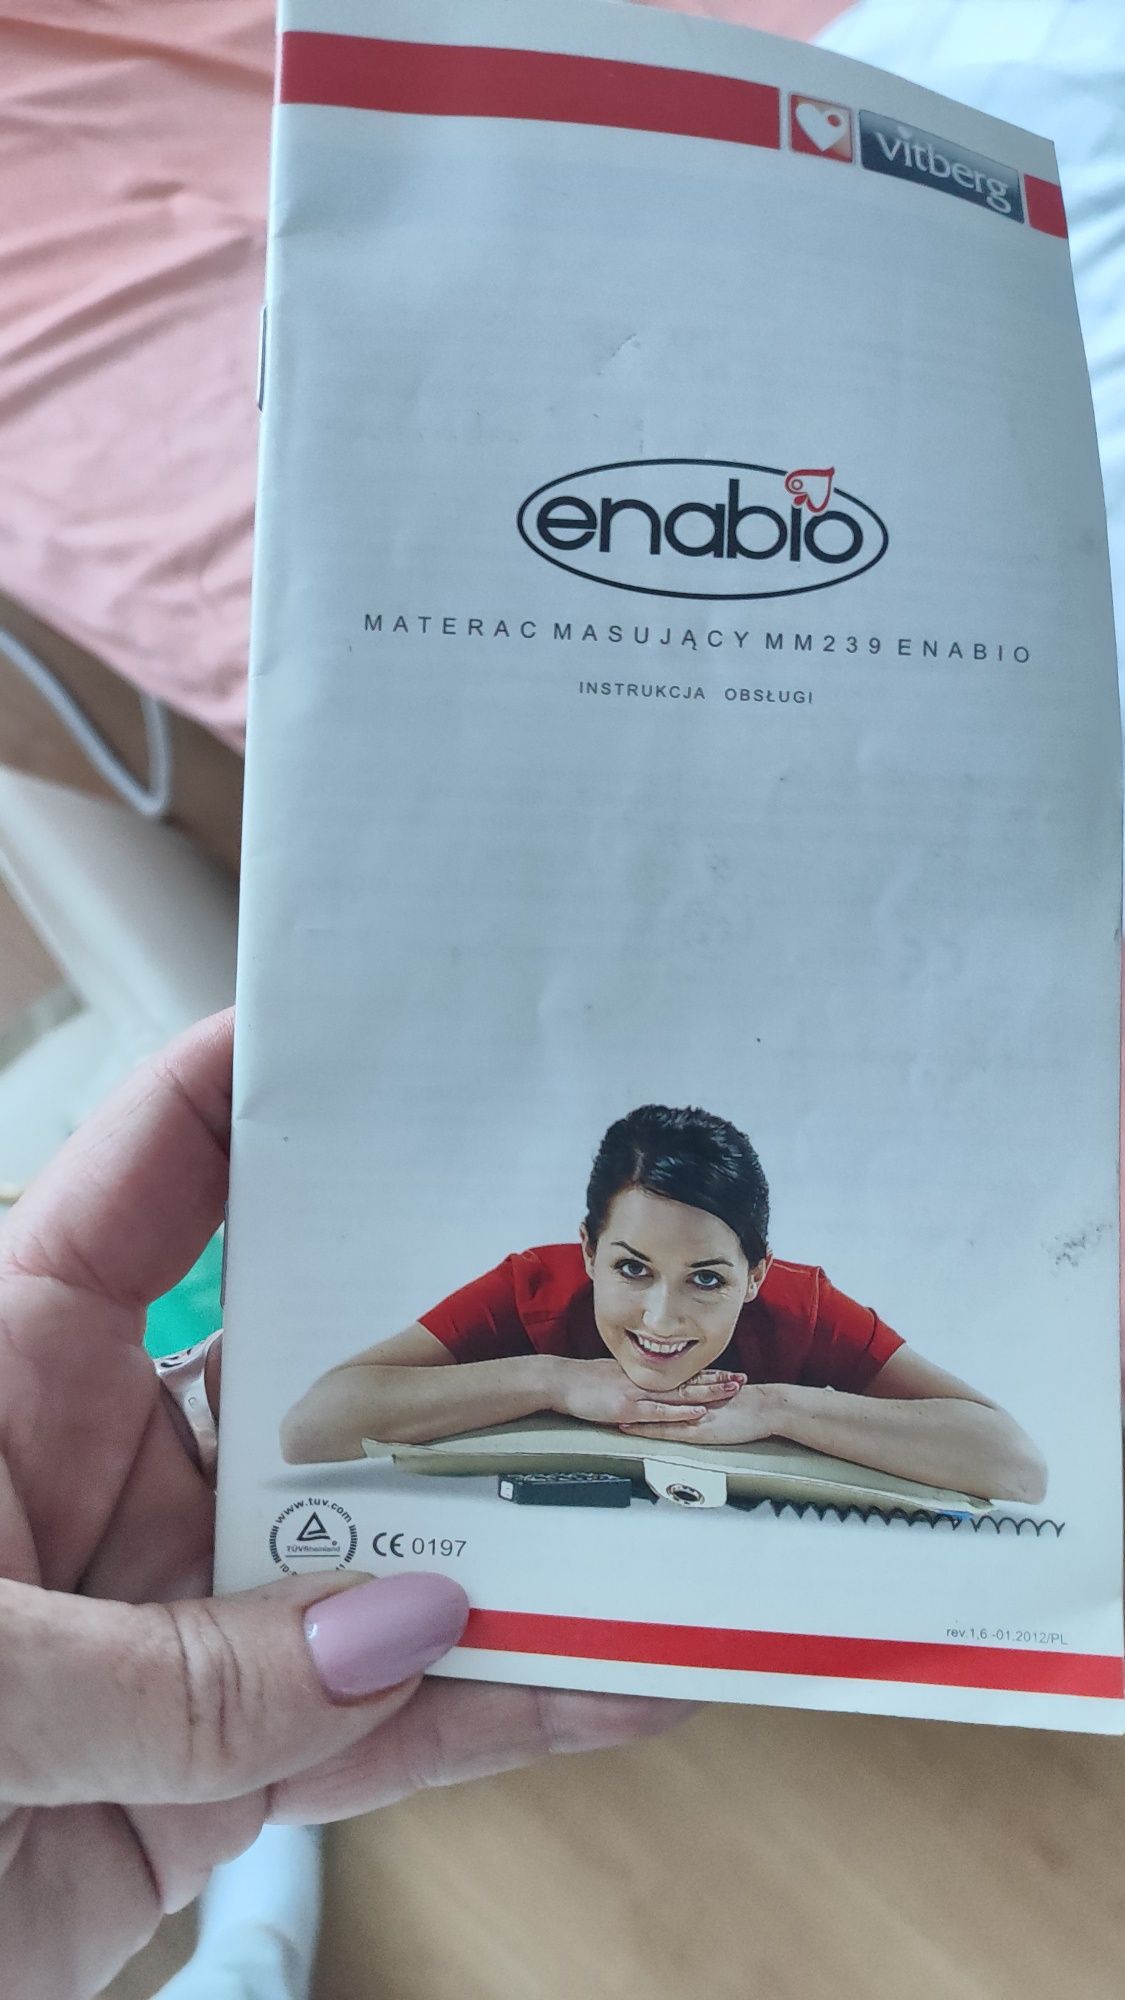 vitberg
enabio
MATERAC MASUJĄCY MM239 ENABIO
INSTRUKCJA OBSŁUGI
www.tuv.com
TÜVRheinland
CE 0197
rev.1,6 -01.2012/PL